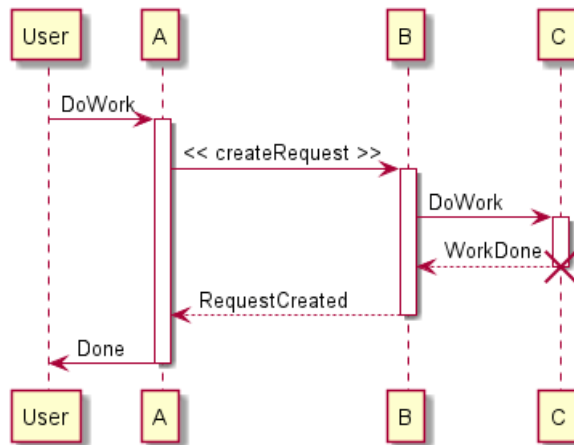 User A B C
DoWork
<< createRequest >>
DoWork
WorkDone
RequestCreated
Done
User A B C